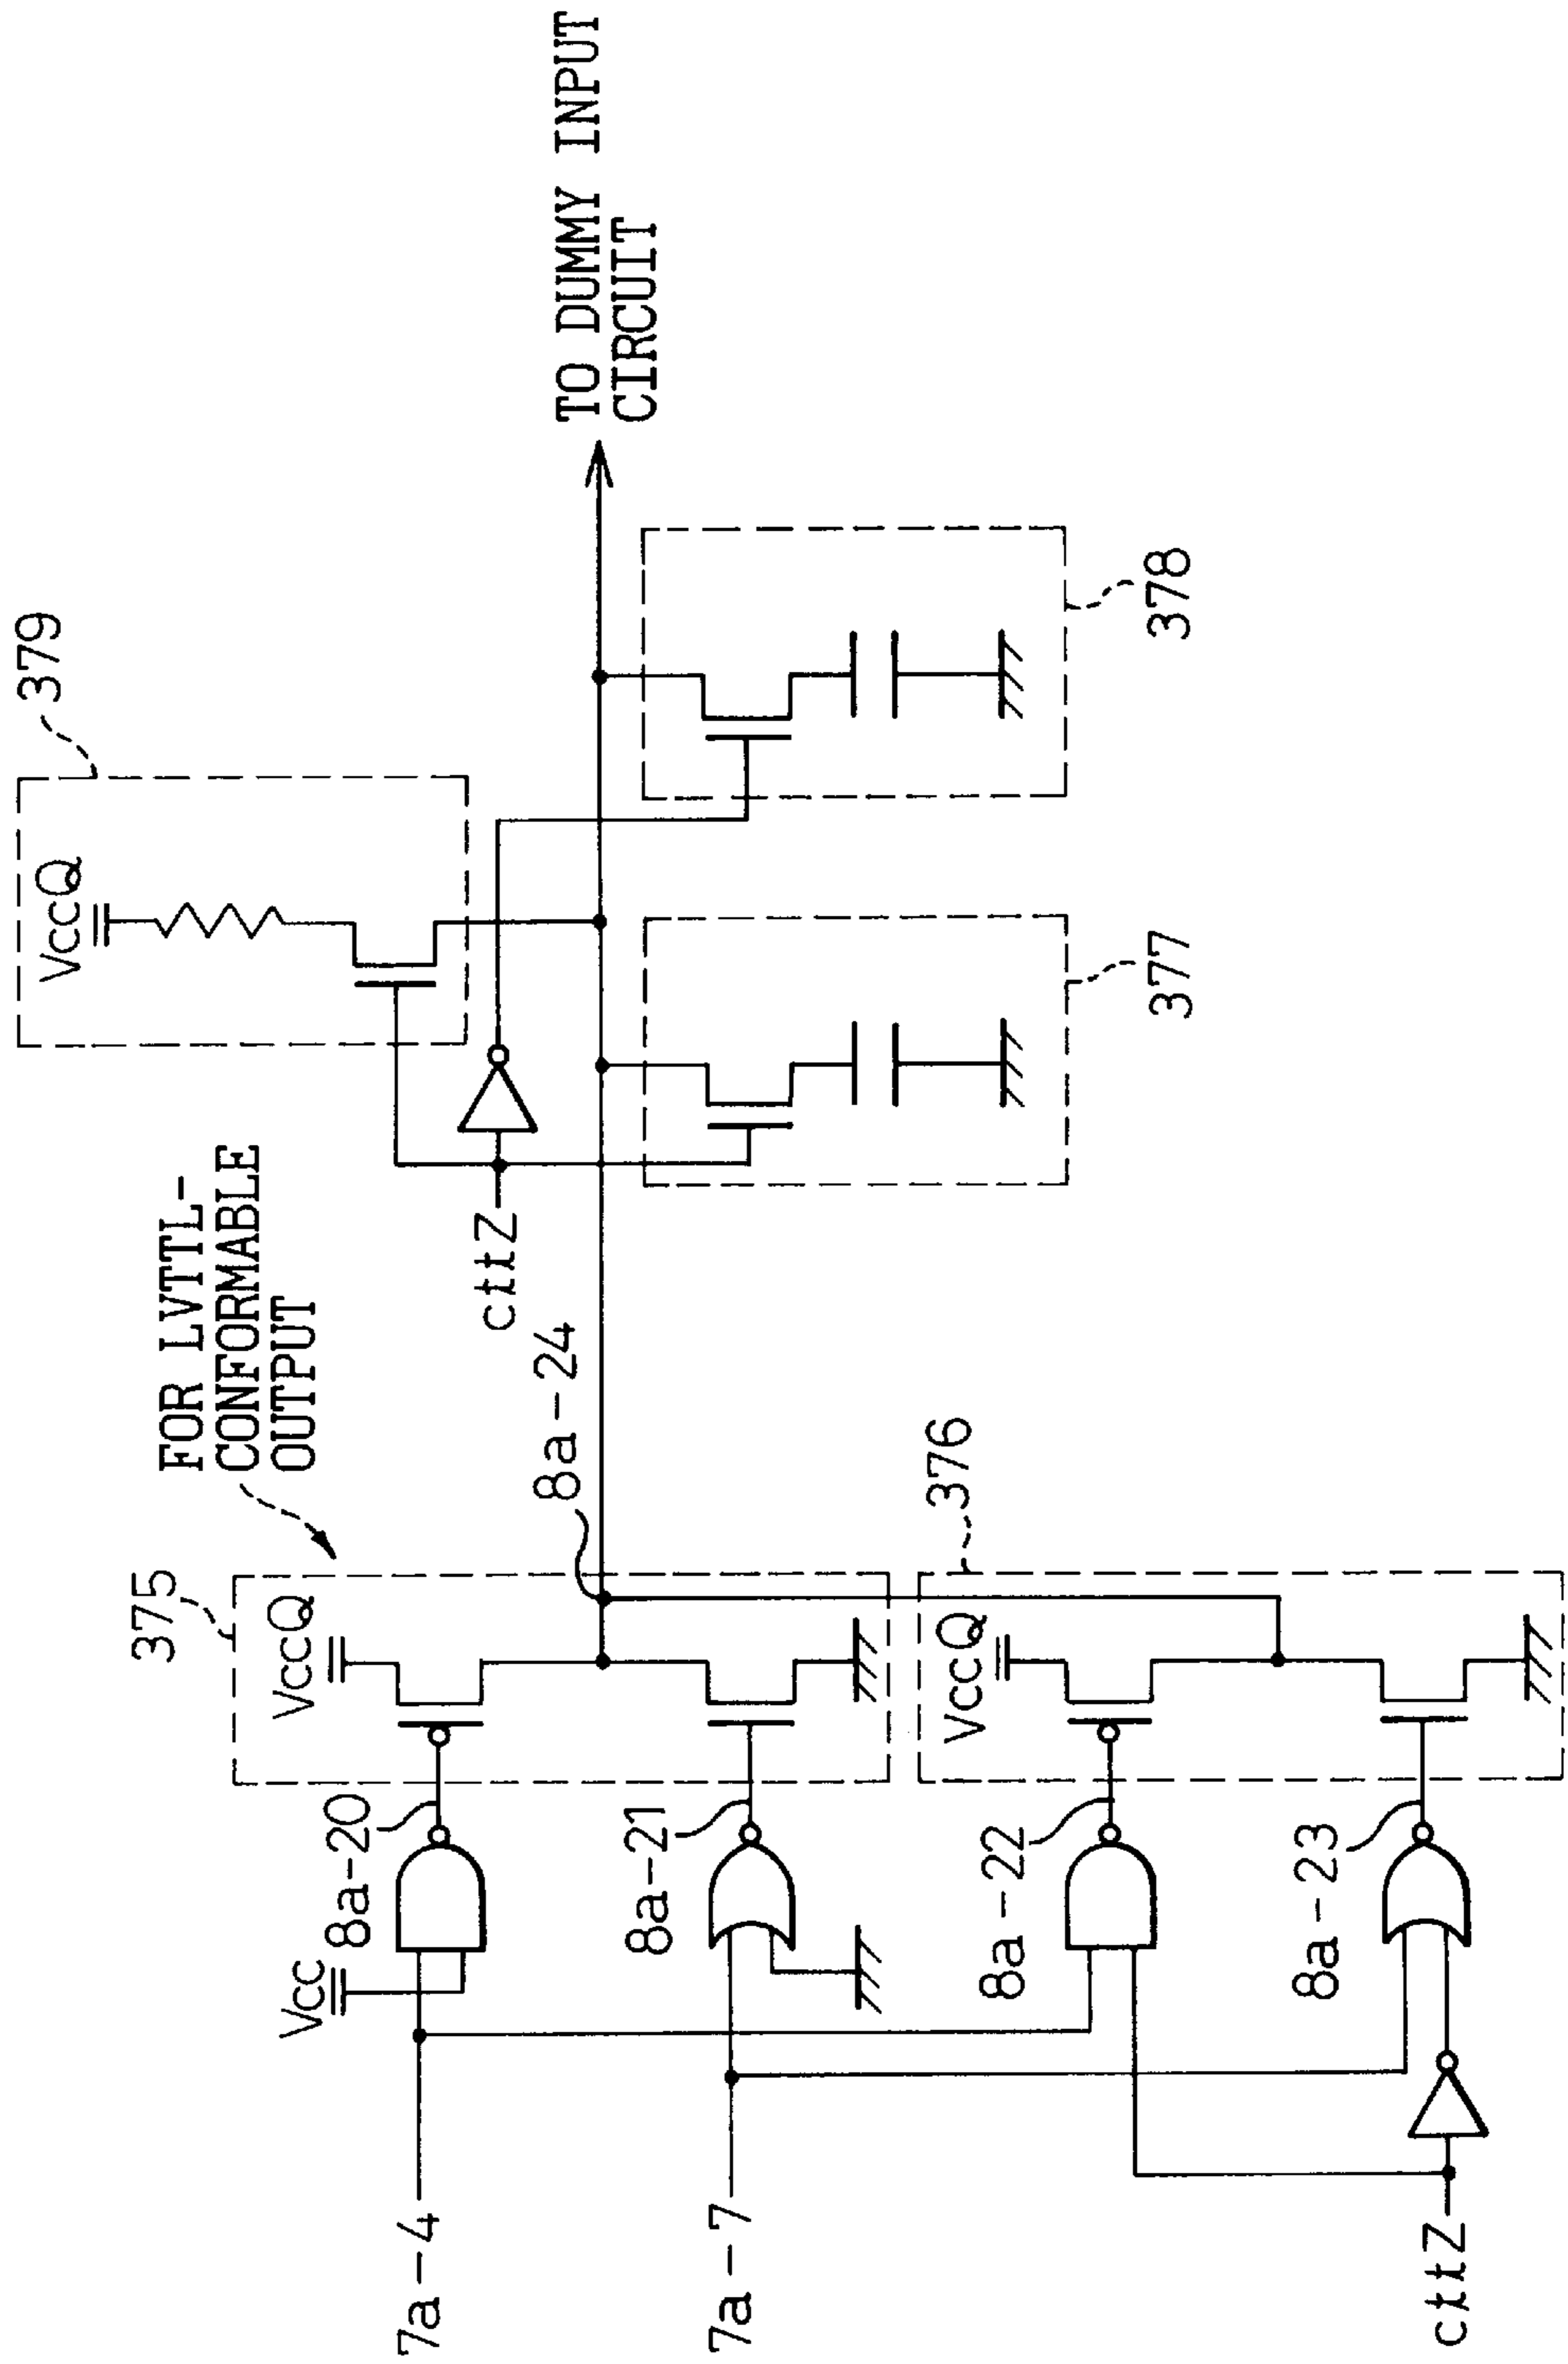 379
VccQ
TO DUMMY INPUT
CIRCUIT
FOR LVTTL-
CONFORMABLE
OUTPUT
375
VccQ
cttZ
8a-24
378
377
Vcc
8a-20
7a-4
8a-21
7a-7
376
VccQ
8a-22
8a-23
cttZ